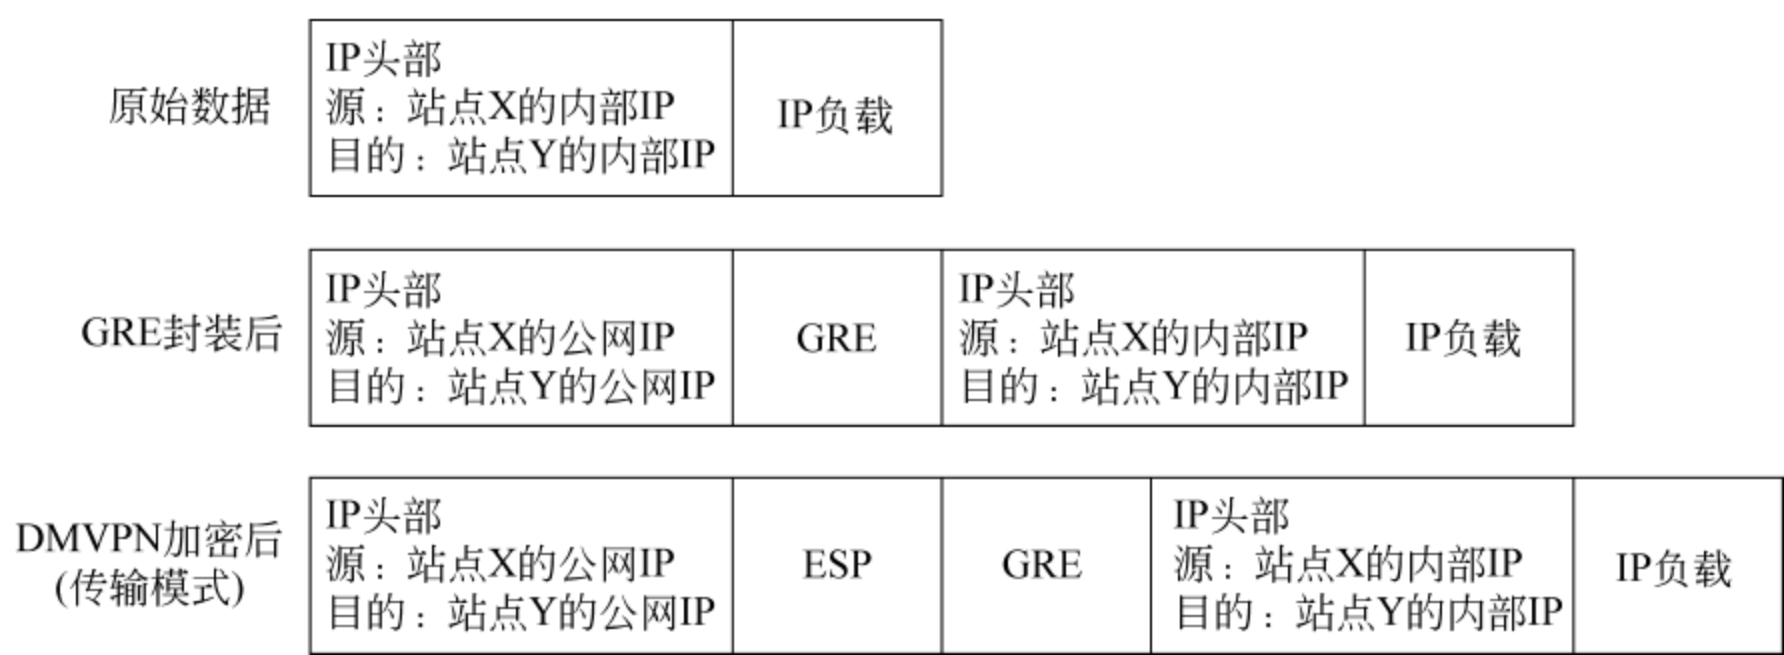 原始数据
IP头部
源：站点X的内部IP
目的：站点Y的内部IP
IP负载
GRE封装后
IP头部
源：站点X的公网IP
目的：站点Y的公网IP
GRE
IP头部
源：站点X的内部IP
目的：站点Y的内部IP
IP负载
DMVPN加密后
(传输模式)
IP头部
源：站点X的公网IP
目的：站点Y的公网IP
ESP
GRE
IP头部
源：站点X的内部IP
目的：站点Y的内部IP
IP负载